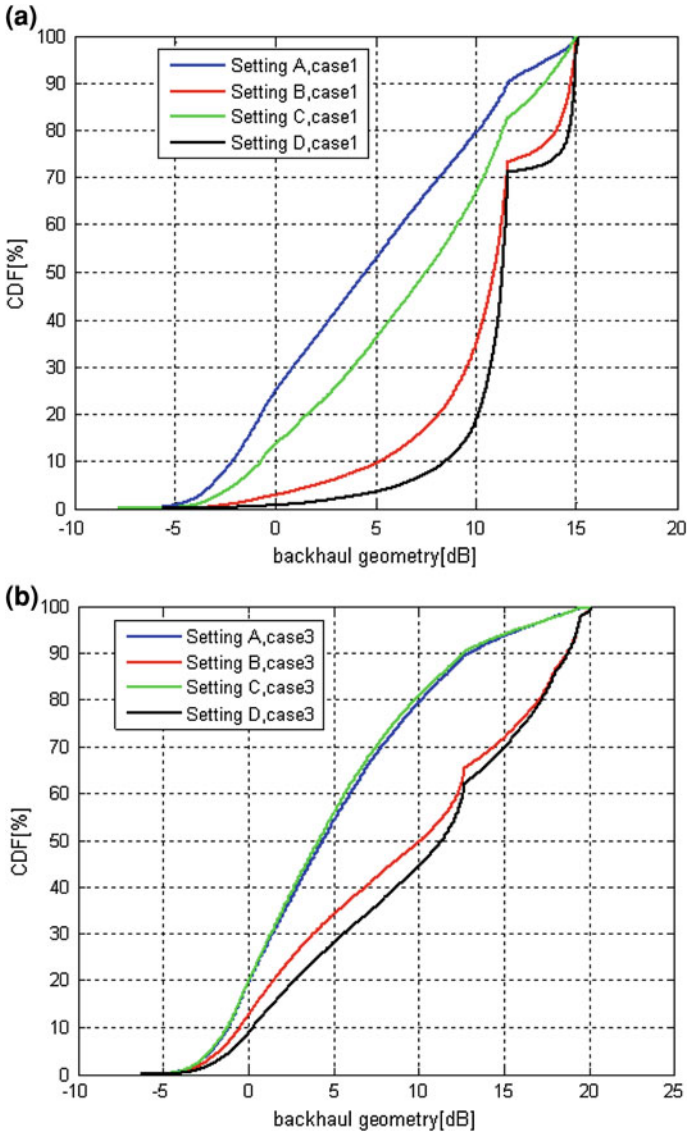 (a)
100
90
80
70
60
50
40
30
20
10
0
CDF[%]
Setting A,case1
Setting B,case1
Setting C,case1
Setting D,case1
-10
-5
0
5
10
15
20
backhaul geometry[dB]
(b)
100
90
80
70
60
50
40
30
20
10
0
CDF[%]
Setting A,case3
Setting B,case3
Setting C,case3
Setting D,case3
-10
-5
0
5
10
15
20
25
backhaul geometry[dB]